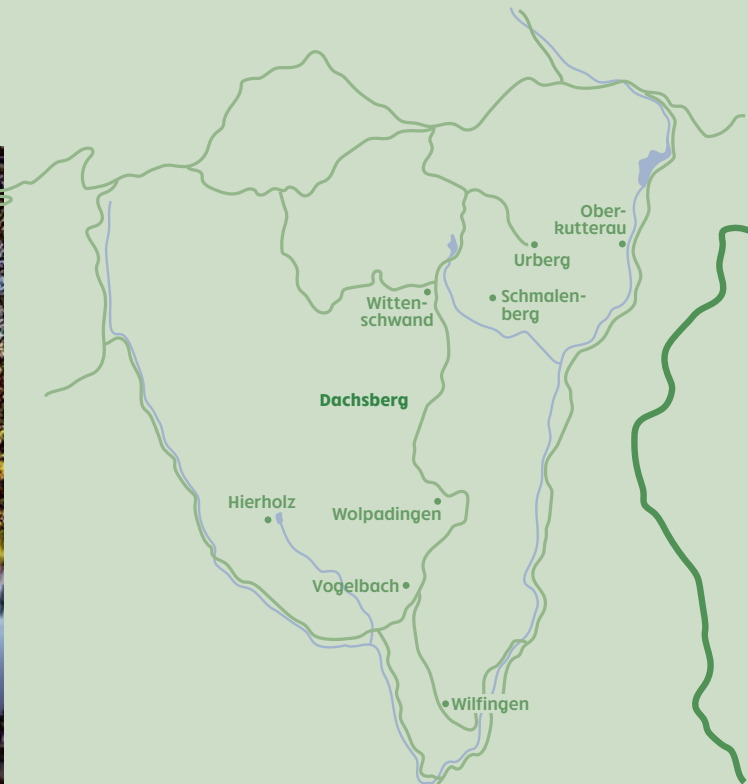 Ober-
kutterau
Urberg
Schmalen-
berg
Witten-
schwand
Dachsberg
Hierholz
Wolpadingen
Vogelbach
Wilfingen